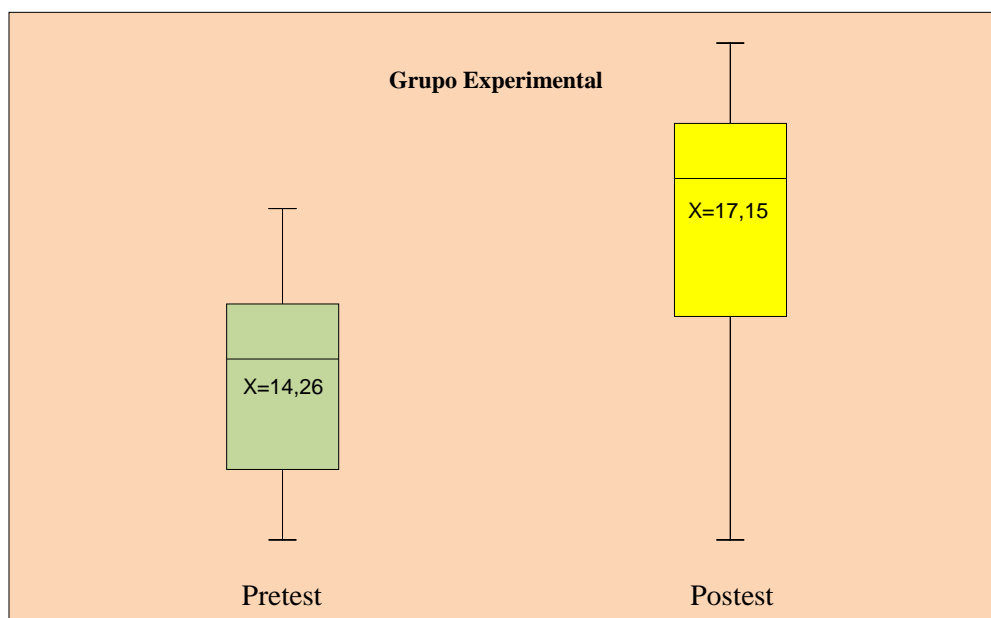 Grupo Experimental
X=17,15
X=14,26
Pretest
Postest